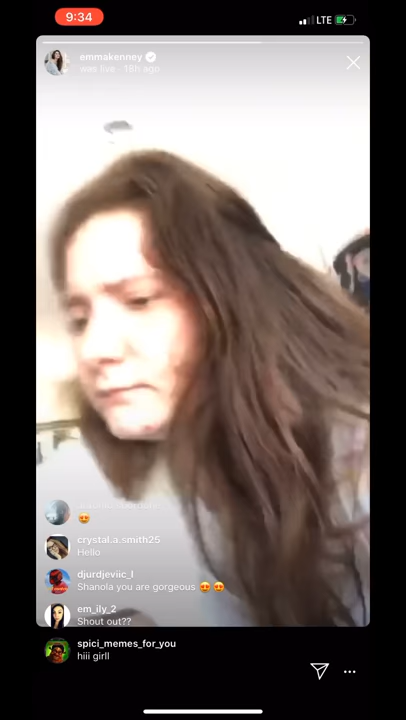 9:34
LTE
emmakenney
was live · 18h ago
😍
crystal.a.smith25
Hello
djurdjeviic_l
Shanola you are gorgeous 😍😍
em_ily_2
Shout out??
spici_memes_for_you
hiii girll